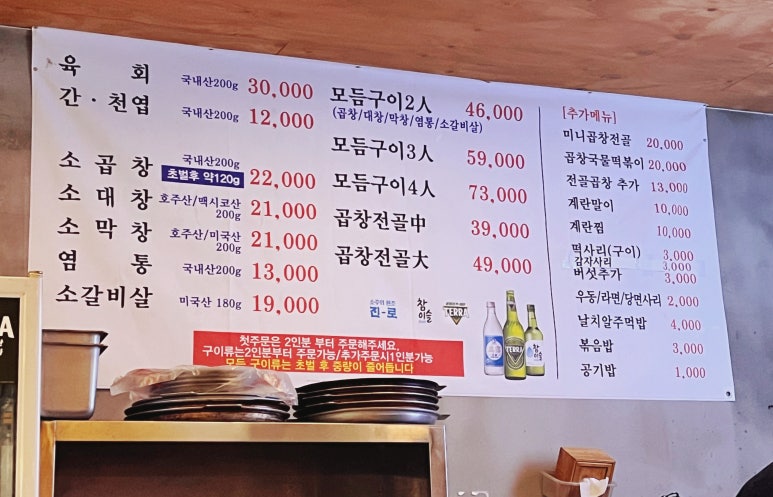 육 회 국내산200g 30,000
간·천엽 국내산200g 12,000
소 곱 창 국내산200g
초벌후 약120g 22,000
소 대 창 호주산/맥시코산
200g 21,000
소 막 창 호주산/미국산
200g 21,000
염 통 국내산200g 13,000
소갈비살 미국산 180g 19,000
모듬구이2人 46,000
(곱창/대창/막창/염통/소갈비살)
모듬구이3人 59,000
모듬구이4人 73,000
곱창전골中 39,000
곱창전골大 49,000
소주의 원조
진로
참이슬
TERRA
TERRA
참이슬
첫주문은 2인분 부터 주문해주세요.
구이류는2인분부터 주문가능/추가주문시1인분가능
모든 구이류는 초벌 후 중량이 줄어듭니다
[추가메뉴]
미니곱창전골 20,000
곱창국물떡볶이 20,000
전골곱창 추가 13,000
계란말이 10,000
계란찜 10,000
떡사리(구이) 3,000
감자사리 3,000
버섯추가 3,000
우동/라면/당면사리 2,000
날치알주먹밥 4,000
볶음밥 3,000
공기밥 1,000